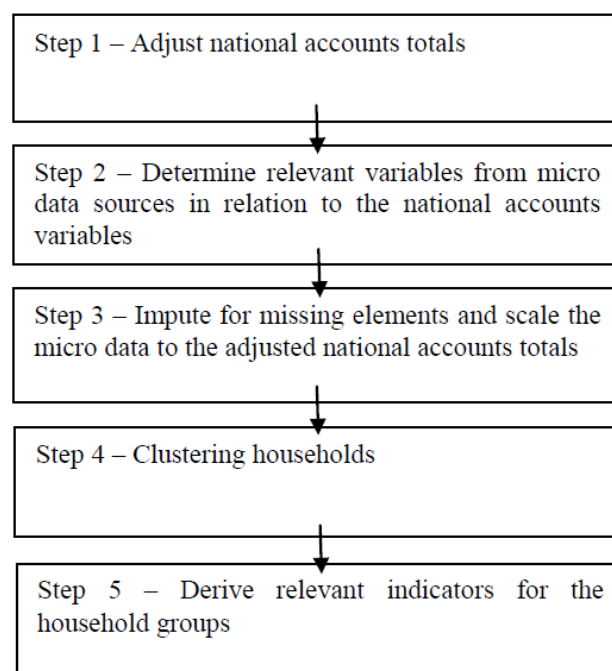 Step 1 – Adjust national accounts totals
Step 2 – Determine relevant variables from micro
data sources in relation to the national accounts
variables
Step 3 – Impute for missing elements and scale the
micro data to the adjusted national accounts totals
Step 4 – Clustering households
Step 5 – Derive relevant indicators for the
household groups